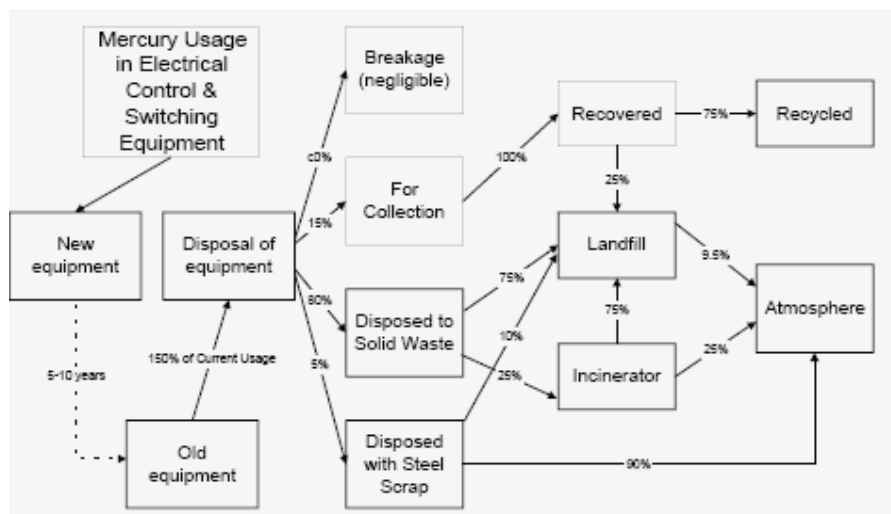 Mercury Usage
in Electrical
Control &
Switching
Equipment
Breakage
(negligible)
Recovered
75%
Recycled
c0%
100%
For
Collection
25%
15%
New
equipment
Disposal of
equipment
Landfill
9.5%
75%
80%
Disposed to
Solid Waste
75%
Atmosphere
10%
150% of Current Usage
25%
5-10 years
5%
25%
Incinerator
Old
equipment
Disposed
with Steel
Scrap
90%